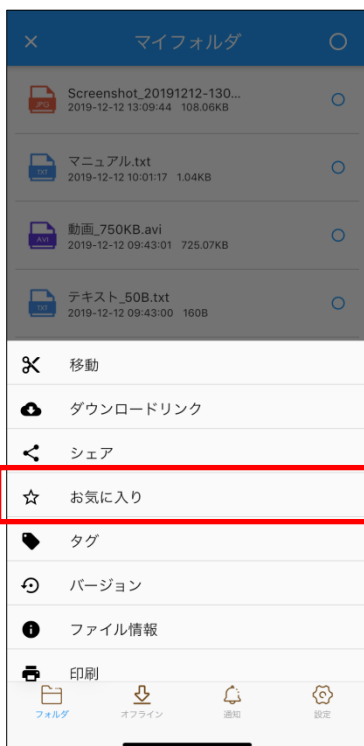 マイフォルダ
JPG
Screenshot_20191212-130...
2019-12-12 13:09:44 108.06KB
TXT
マニュアル.txt
2019-12-12 10:01:17 1.04KB
AVI
動画_750KB.avi
2019-12-12 09:43:01 725.07KB
TXT
テキスト_50B.txt
2019-12-12 09:43:00 160B
移動
ダウンロードリンク
シェア
お気に入り
タグ
バージョン
ファイル情報
印刷
フォルダ オフライン 通知 設定